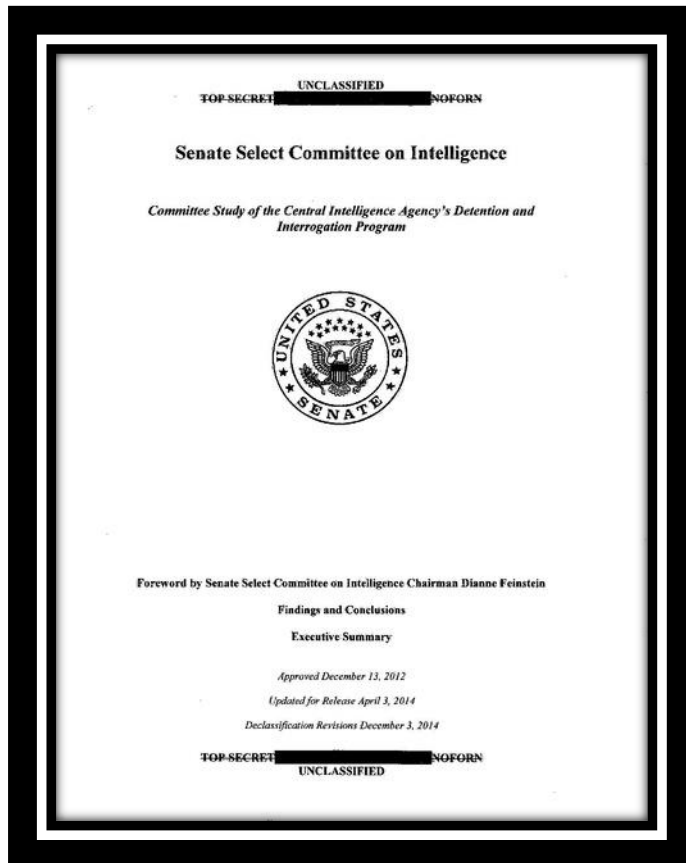 UNCLASSIFIED
TOP SECRET NOFORN
Senate Select Committee on Intelligence
Committee Study of the Central Intelligence Agency's Detention and
Interrogation Program
UNITED STATES
SENATE
Foreword by Senate Select Committee on Intelligence Chairman Dianne Feinstein
Findings and Conclusions
Executive Summary
Approved December 13, 2012
Updated for Release April 3, 2014
Declassification Revisions December 3, 2014
TOP SECRET NOFORN
UNCLASSIFIED